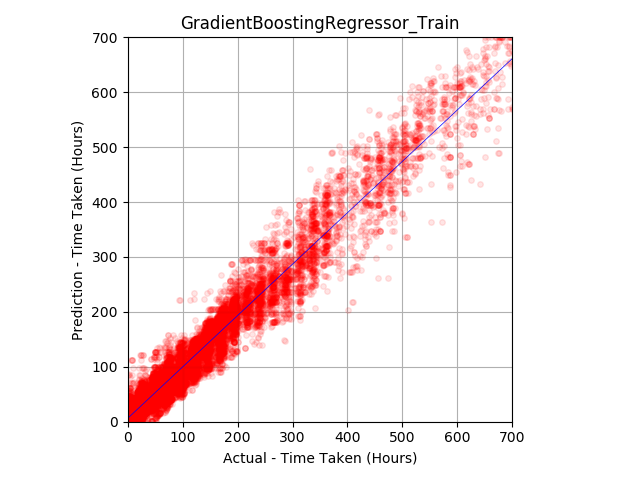 GradientBoostingRegressor_Train
700
600
500
400
300
200
100
0
Prediction - Time Taken (Hours)
0 100 200 300 400 500 600 700
Actual - Time Taken (Hours)